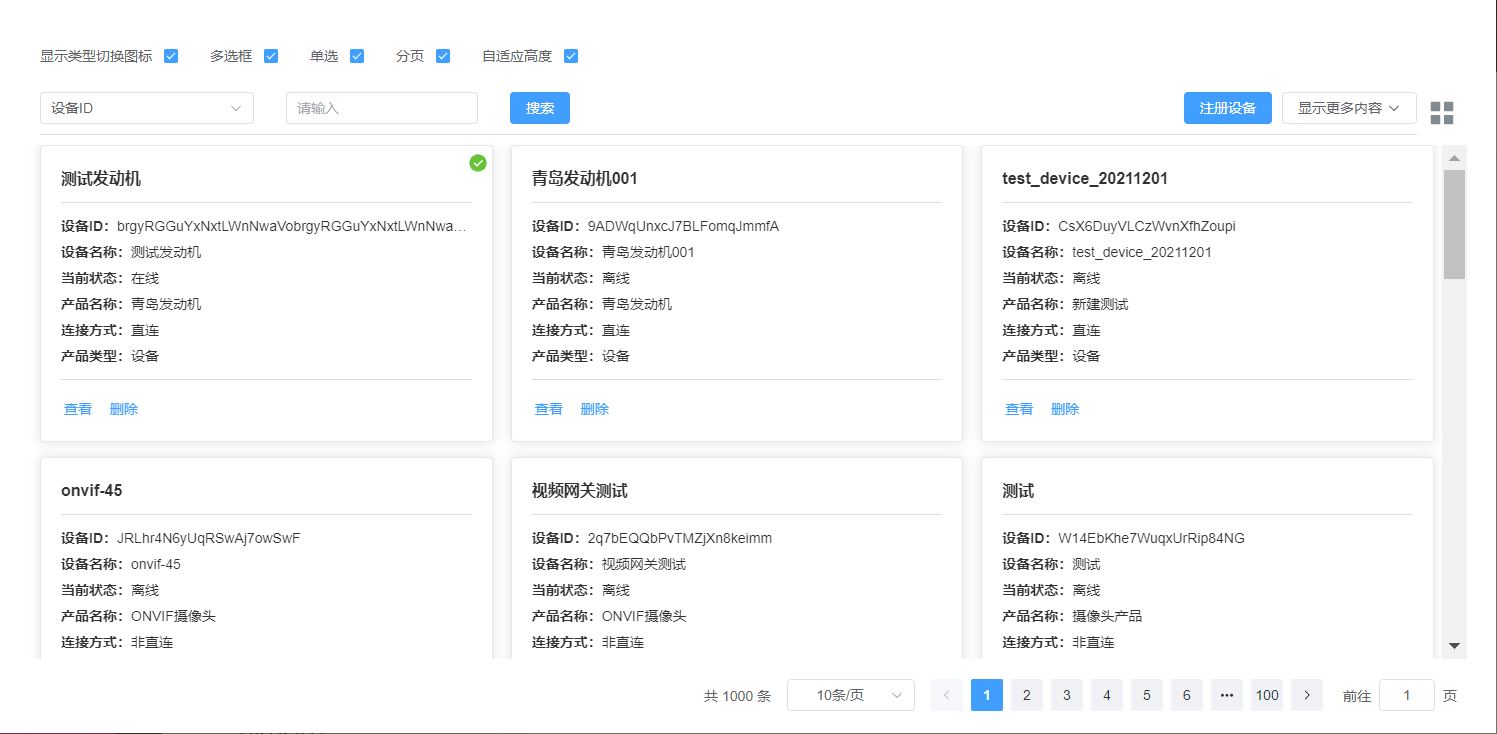 显示类型切换图标 多选框 单选 分页 自适应高度
设备ID 请输入 搜索 注册设备 显示更多内容
测试发动机
设备ID：brgyRGGuYxNxtLWnNwaVobrgyRGGuYxNxtLWnNwa...
设备名称：测试发动机
当前状态：在线
产品名称：青岛发动机
连接方式：直连
产品类型：设备
查看 删除
青岛发动机001
设备ID：9ADWqUnxcJ7BLFomqJmmfA
设备名称：青岛发动机001
当前状态：离线
产品名称：青岛发动机
连接方式：直连
产品类型：设备
查看 删除
test_device_20211201
设备ID：CsX6DuyVLCzWvnXfhZoupi
设备名称：test_device_20211201
当前状态：离线
产品名称：新建测试
连接方式：直连
产品类型：设备
查看 删除
onvif-45
设备ID：JRLhr4N6yUqRSwAj7owSwF
设备名称：onvif-45
当前状态：离线
产品名称：ONVIF摄像头
连接方式：非直连
视频网关测试
设备ID：2q7bEQQbPvTMZjXn8keimm
设备名称：视频网关测试
当前状态：离线
产品名称：ONVIF摄像头
连接方式：非直连
测试
设备ID：W14EbKhe7WuqxUrRip84NG
设备名称：测试
当前状态：离线
产品名称：摄像头产品
连接方式：非直连
共 1000 条 10条/页 1 2 3 4 5 6 ••• 100 前往 1 页